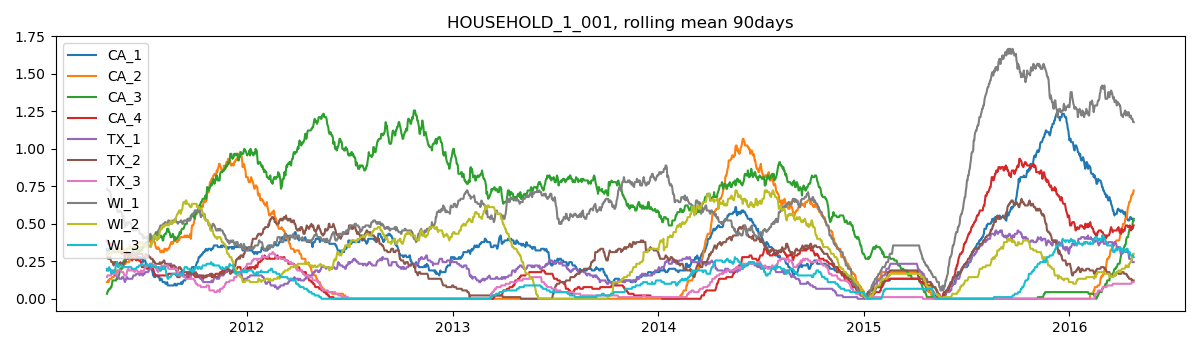 HOUSEHOLD_1_001, rolling mean 90days
1.75
1.50
1.25
1.00
0.75
0.50
0.25
0.00
CA_1
CA_2
CA_3
CA_4
TX_1
TX_2
TX_3
WI_1
WI_2
WI_3
2012
2013
2014
2015
2016